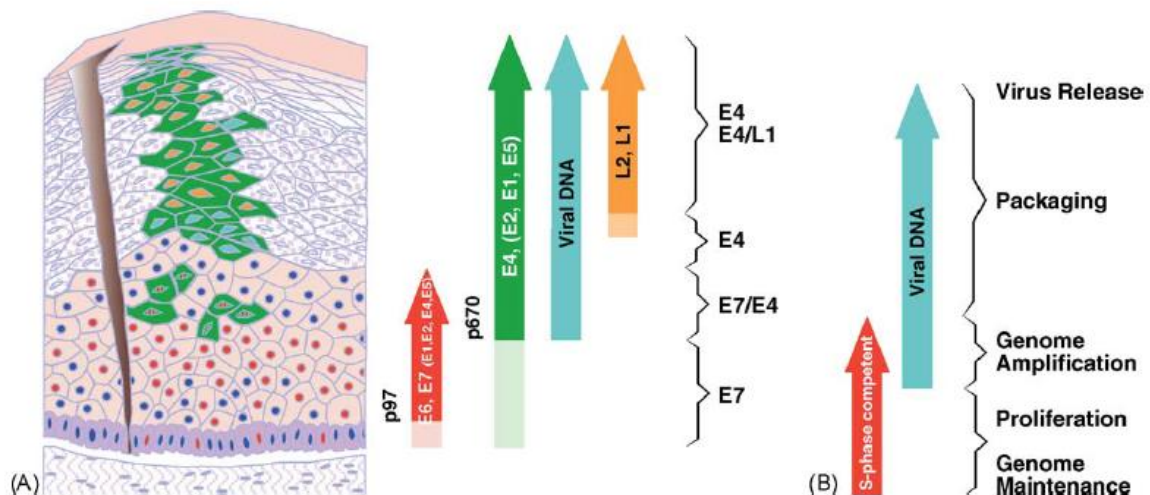 p97
E6, E7 (E1,E2, E4,E5)
p670
E4, (E2, E1, E5)
Viral DNA
L2, L1
E4
E4/L1
E4
E7/E4
E7
(A)
S-phase competent
Viral DNA
Virus Release
Packaging
Genome
Amplification
Proliferation
Genome
Maintenance
(B)